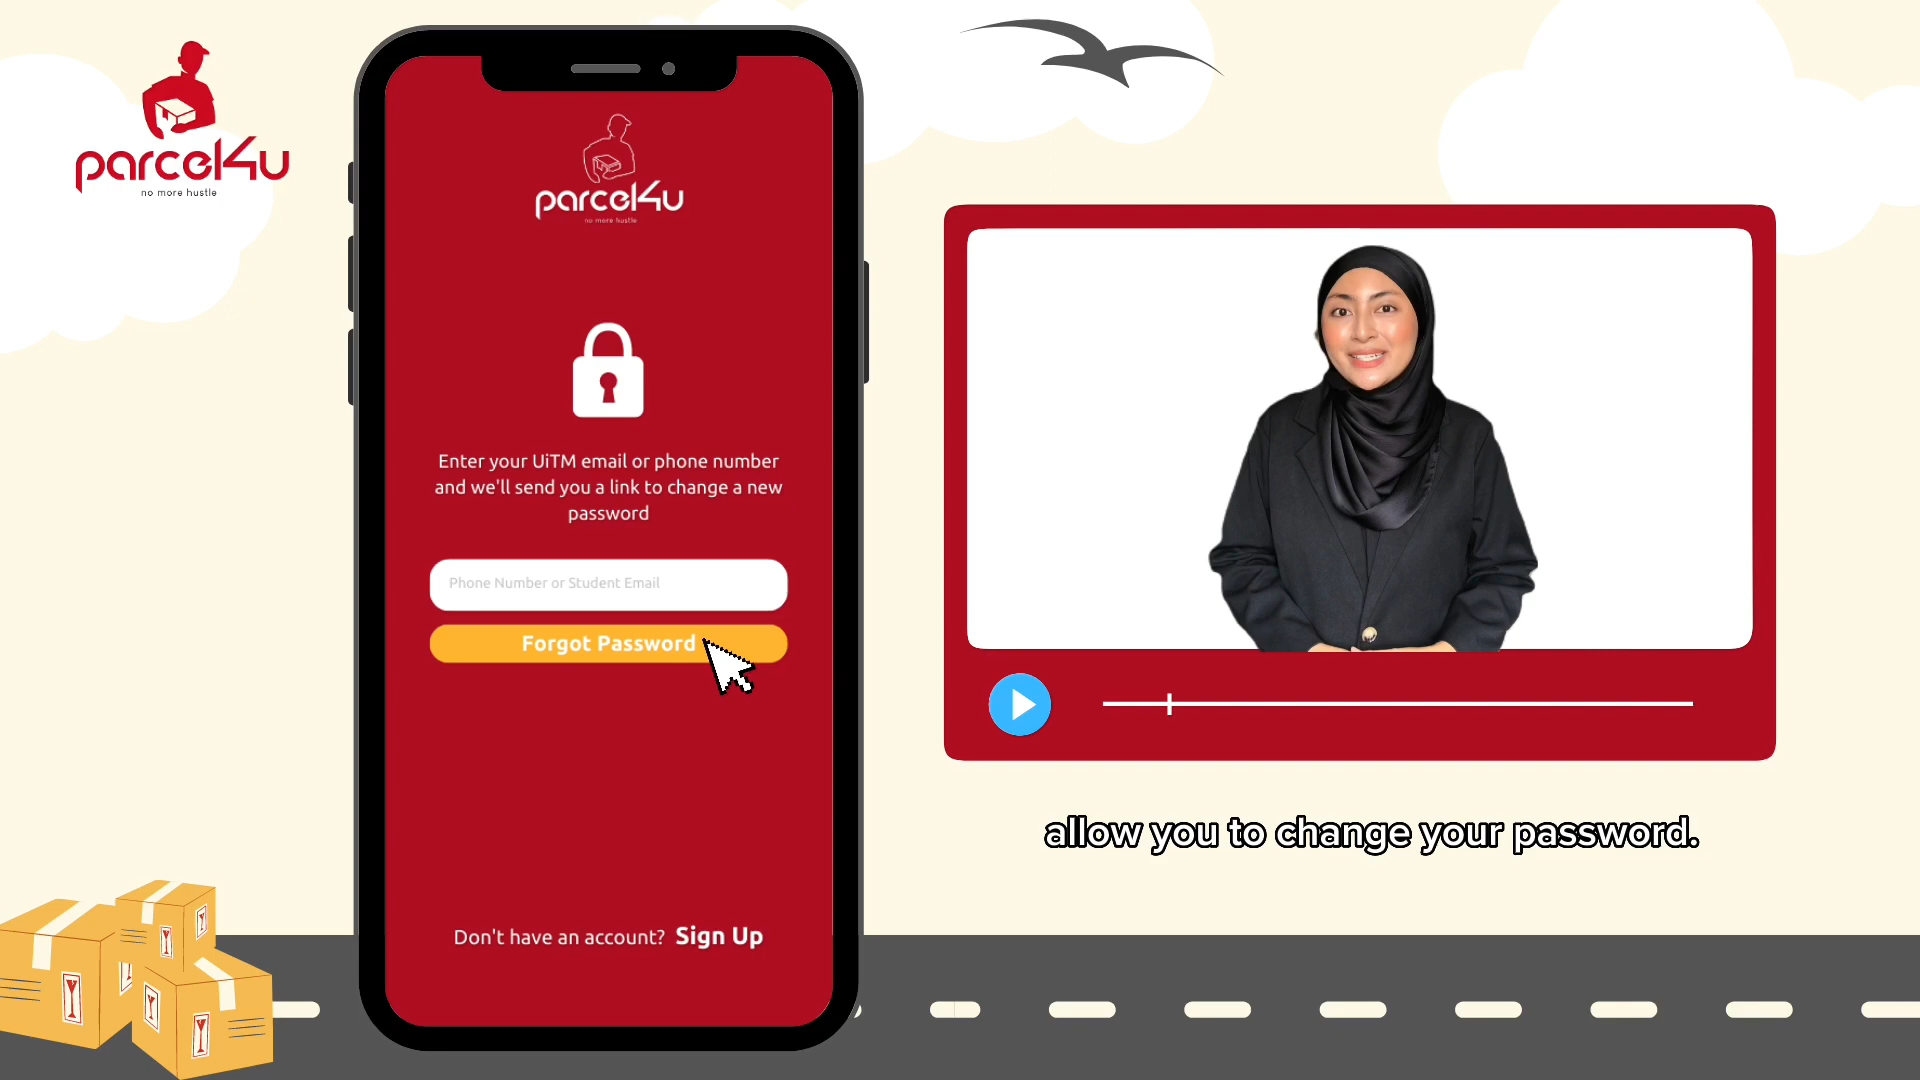 parcel4u
no more hustle
parcel4u
no more hustle
Enter your UiTM email or phone number
and we'll send you a link to change a new
password
Phone Number or Student Email
Forgot Password
Don't have an account? Sign Up
allow you to change your password.